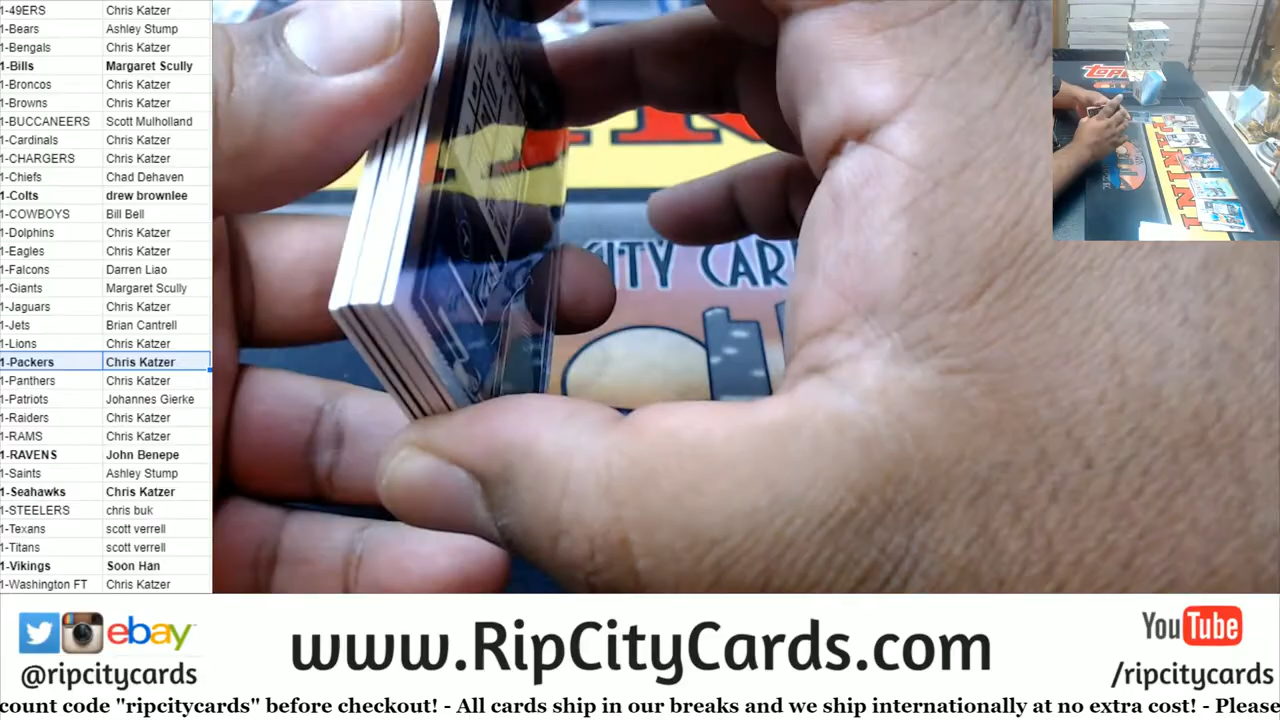 1-49ERS Chris Katzer
1-Bears Ashley Stump
1-Bengals Chris Katzer
1-Bills Margaret Scully
1-Broncos Chris Katzer
1-Browns Chris Katzer
1-BUCCANEERS Scott Mulholland
1-Cardinals Chris Katzer
1-CHARGERS Chris Katzer
1-Chiefs Chad Dehaven
1-Colts drew brownlee
1-COWBOYS Bill Bell
1-Dolphins Chris Katzer
1-Eagles Chris Katzer
1-Falcons Darren Liao
1-Giants Margaret Scully
1-Jaguars Chris Katzer
1-Jets Brian Cantrell
1-Lions Chris Katzer
1-Packers Chris Katzer
1-Panthers Chris Katzer
1-Patriots Johannes Gierke
1-Raiders Chris Katzer
1-RAMS Chris Katzer
1-RAVENS John Benepe
1-Saints Ashley Stump
1-Seahawks Chris Katzer
1-STEELERS chris buk
1-Texans scott verrell
1-Titans scott verrell
1-Vikings Soon Han
1-Washington FT Chris Katzer
CITY CAR
TOPPS
PANINI
ebay
@ripcitycards
www.RipCityCards.com
YouTube
/ripcitycards
count code "ripcitycards" before checkout! - All cards ship in our breaks and we ship internationally at no extra cost! - Please